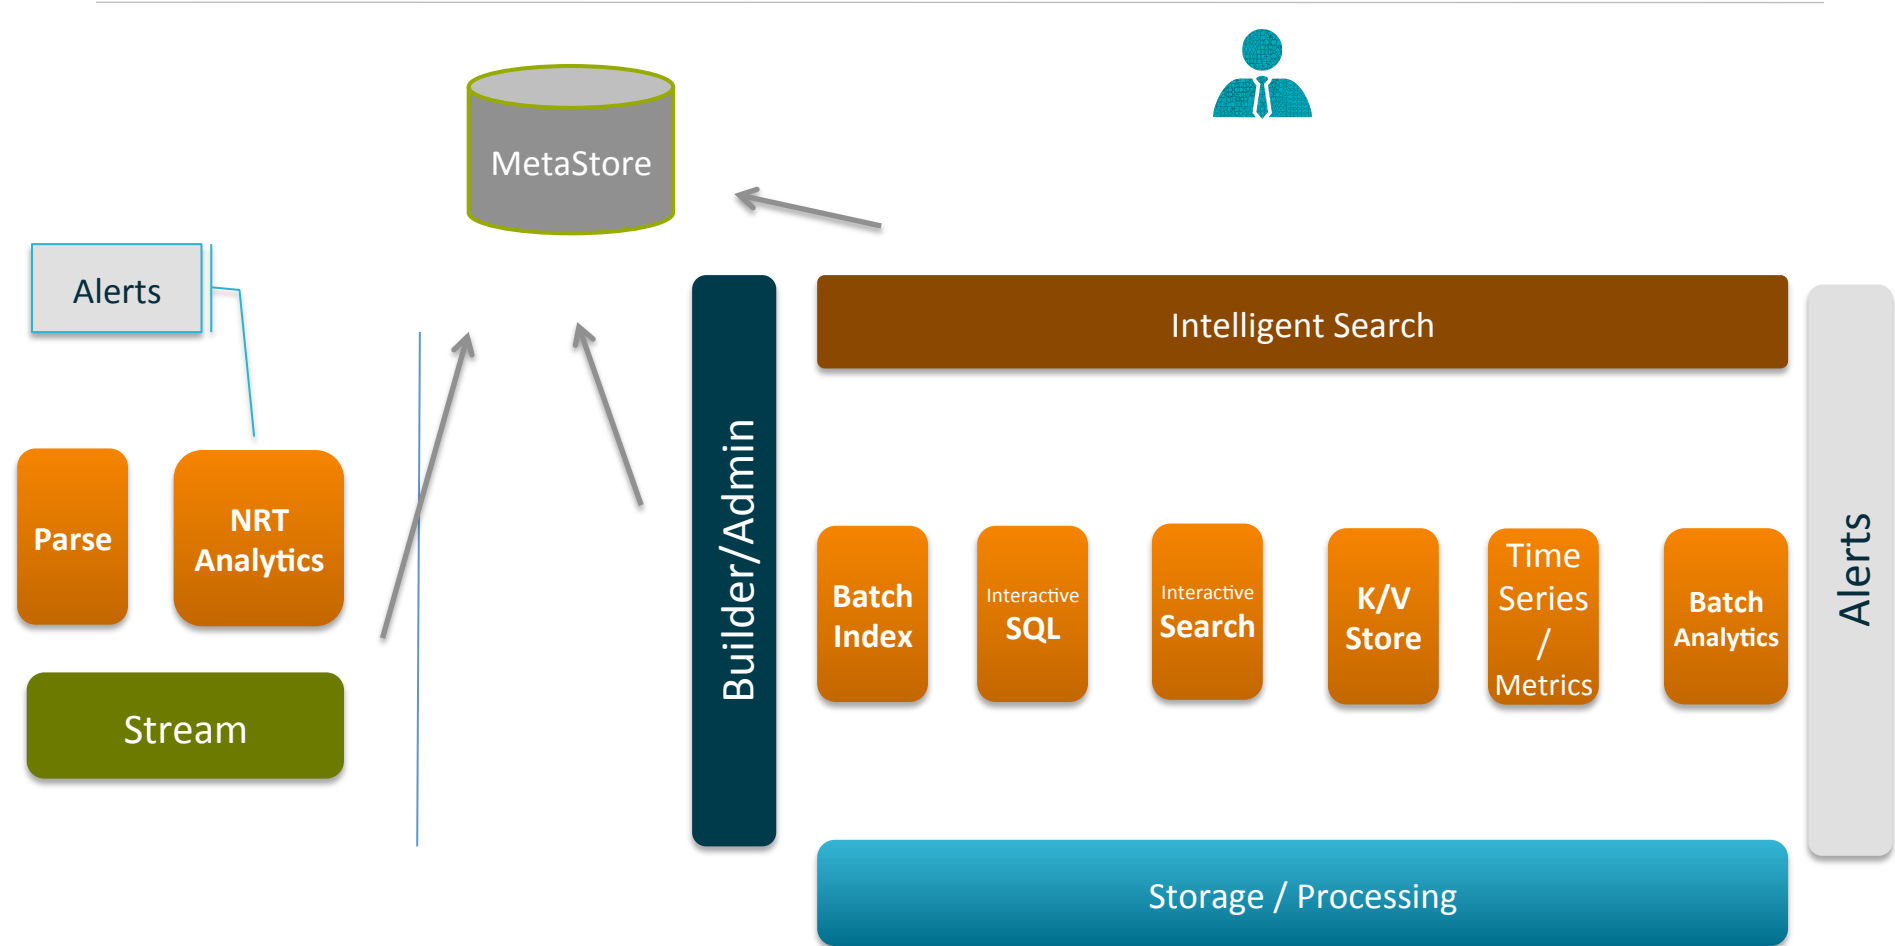 MetaStore
Alerts
Intelligent Search
Parse
NRT
Analytics
Stream
Builder/Admin
Batch
Index
Interactive
SQL
Interactive
Search
K/V
Store
Time
Series
/
Metrics
Batch
Analytics
Alerts
Storage / Processing